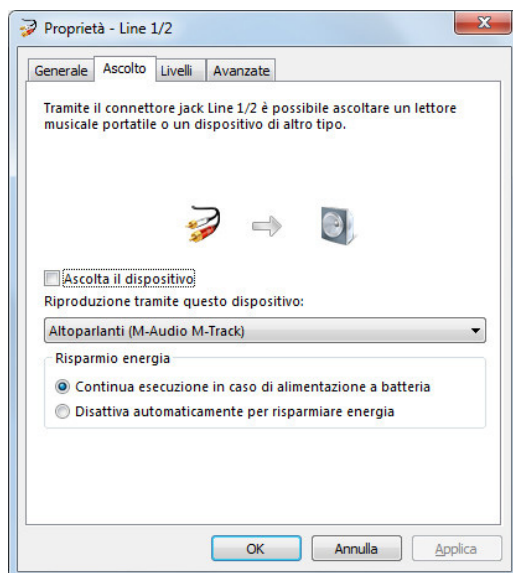 Proprietà - Line 1/2
Generale Ascolto Livelli Avanzate
Tramite il connettore jack Line 1/2 è possibile ascoltare un lettore
musicale portatile o un dispositivo di altro tipo.
Ascolta il dispositivo
Riproduzione tramite questo dispositivo:
Altoparlanti (M-Audio M-Track)
Risparmio energia
Continua esecuzione in caso di alimentazione a batteria
Disattiva automaticamente per risparmiare energia
OK Annulla Applica